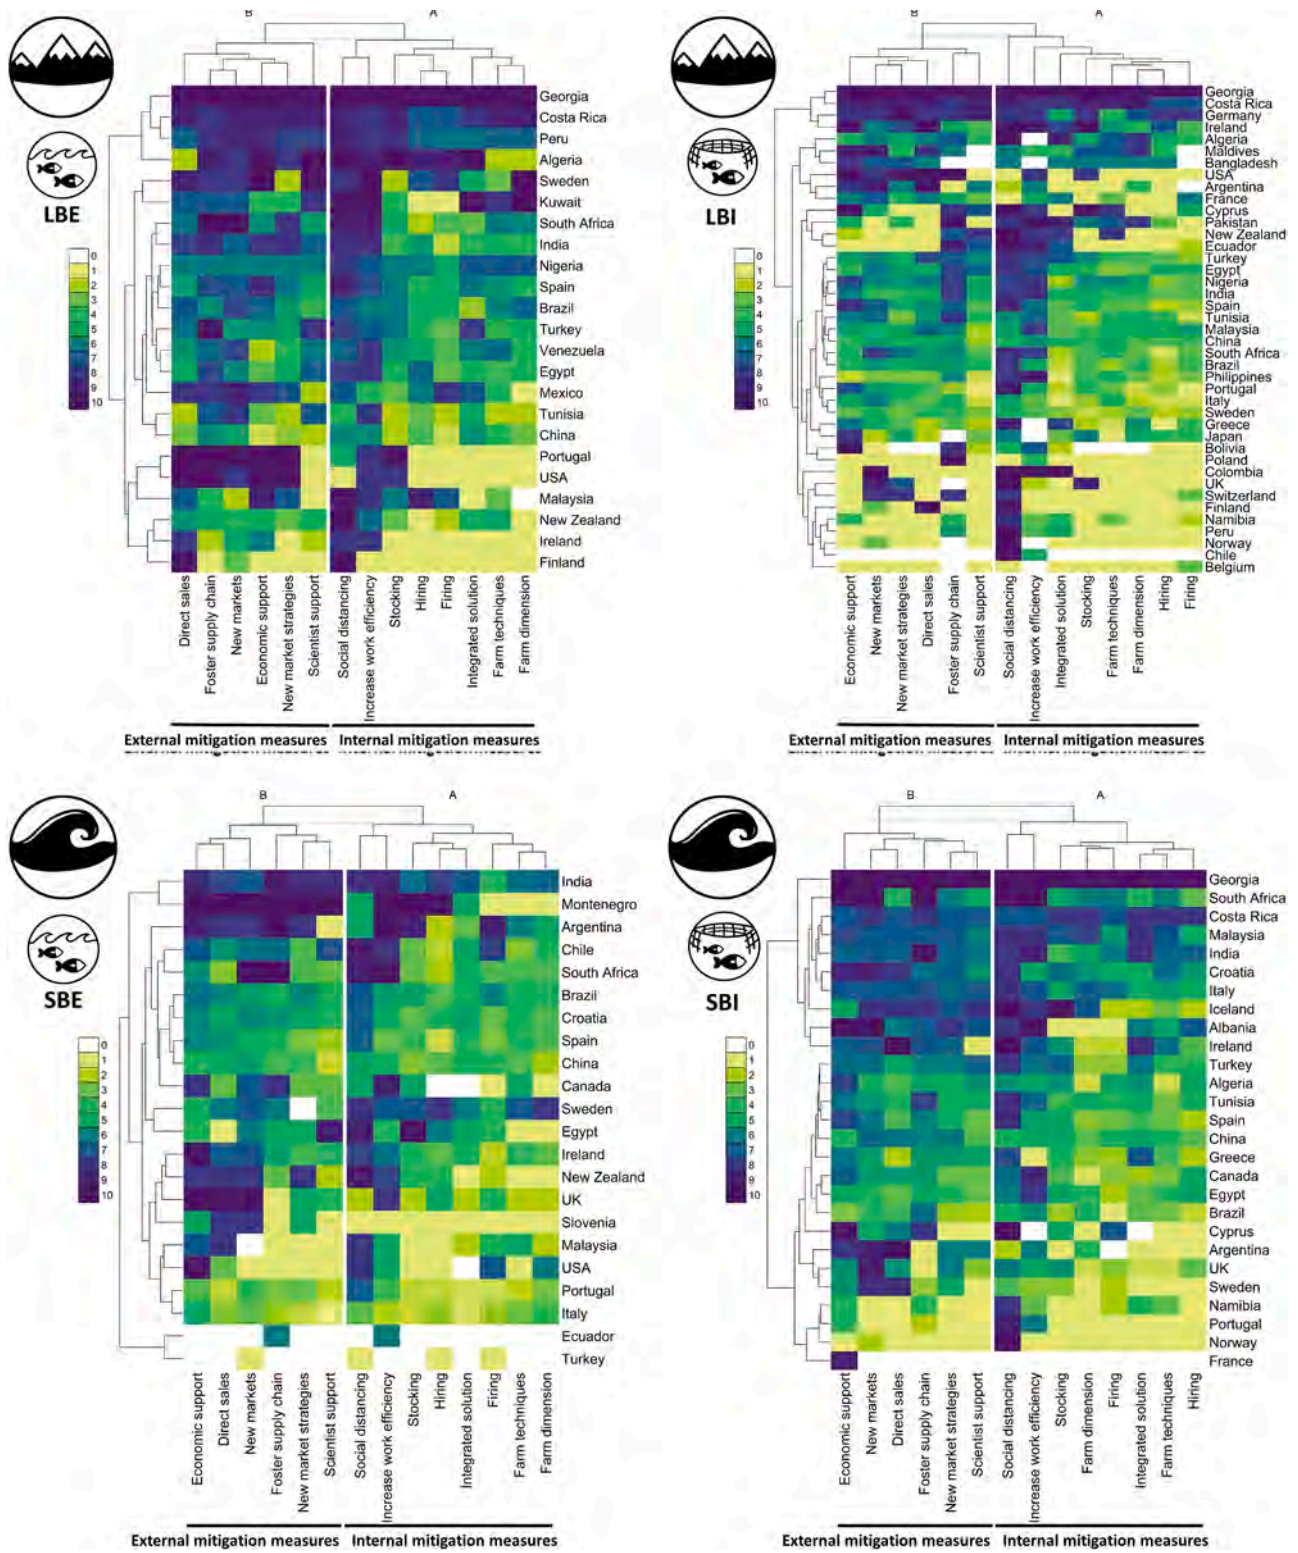 B
A
LBE
0
1
2
3
4
5
6
7
8
9
10
Georgia
Costa Rica
Peru
Algeria
Sweden
Kuwait
South Africa
India
Nigeria
Spain
Brazil
Turkey
Venezuela
Egypt
Mexico
Tunisia
China
Portugal
USA
Malaysia
New Zealand
Ireland
Finland
Direct sales
Foster supply chain
New markets
Economic support
New market strategies
Scientist support
Social distancing
Increase work efficiency
Stocking
Hiring
Firing
Integrated solution
Farm techniques
Farm dimension
External mitigation measures
Internal mitigation measures
B
A
LBI
0
1
2
3
4
5
6
7
8
9
10
Georgia
Costa Rica
Germany
Ireland
Algeria
Maldives
Bangladesh
USA
Argentina
France
Cyprus
Pakistan
New Zealand
Ecuador
Turkey
Egypt
Nigeria
India
Spain
Tunisia
Malaysia
China
South Africa
Brazil
Philippines
Portugal
Italy
Sweden
Greece
Japan
Bolivia
Poland
Colombia
UK
Switzerland
Finland
Namibia
Peru
Norway
Chile
Belgium
Economic support
New markets
New market strategies
Direct sales
Foster supply chain
Scientist support
Social distancing
Increase work efficiency
Integrated solution
Stocking
Farm techniques
Farm dimension
Hiring
Firing
External mitigation measures
Internal mitigation measures
B
A
SBE
0
1
2
3
4
5
6
7
8
9
10
India
Montenegro
Argentina
Chile
South Africa
Brazil
Croatia
Spain
China
Canada
Sweden
Egypt
Ireland
New Zealand
UK
Slovenia
Malaysia
USA
Portugal
Italy
Ecuador
Turkey
Economic support
Direct sales
New markets
Foster supply chain
New market strategies
Scientist support
Social distancing
Increase work efficiency
Stocking
Hiring
Integrated solution
Firing
Farm techniques
Farm dimension
External mitigation measures
Internal mitigation measures
B
A
SBI
0
1
2
3
4
5
6
7
8
9
10
Georgia
South Africa
Costa Rica
Malaysia
India
Croatia
Italy
Iceland
Albania
Ireland
Turkey
Algeria
Tunisia
Spain
China
Greece
Canada
Egypt
Brazil
Cyprus
Argentina
UK
Sweden
Namibia
Portugal
Norway
France
Economic support
New markets
Direct sales
Foster supply chain
New market strategies
Scientist support
Social distancing
Increase work efficiency
Stocking
Farm dimension
Firing
Integrated solution
Farm techniques
Hiring
External mitigation measures
Internal mitigation measures